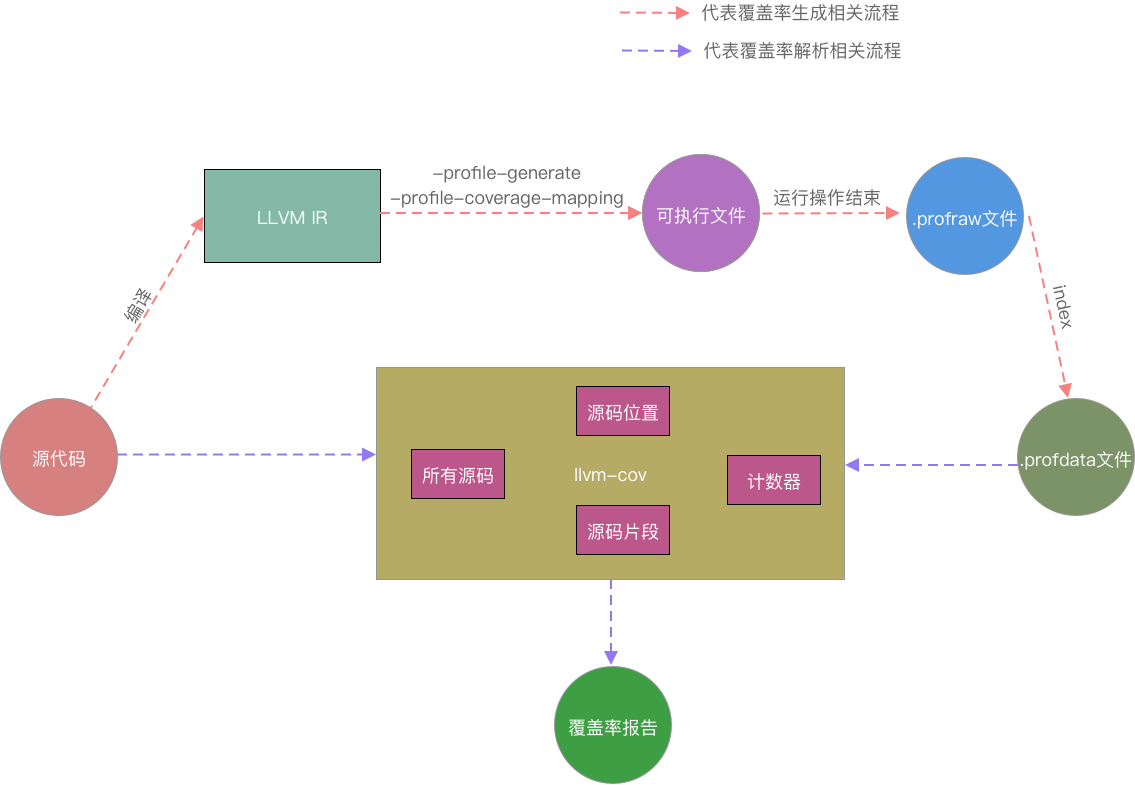 代表覆盖率生成相关流程
代表覆盖率解析相关流程
-profile-generate
-profile-coverage-mapping
LLVM IR
可执行文件
运行操作结束
.profraw文件
编译
index
源代码
源码位置
所有源码
llvm-cov
计数器
源码片段
.profdata文件
覆盖率报告